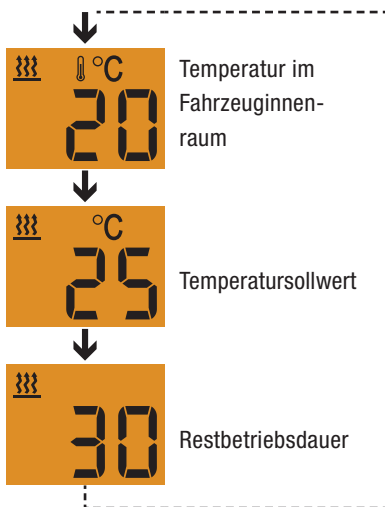 °C
20
Temperatur im
Fahrzeuginnen-
raum
°C
25
Temperatursollwert
30
Restbetriebsdauer